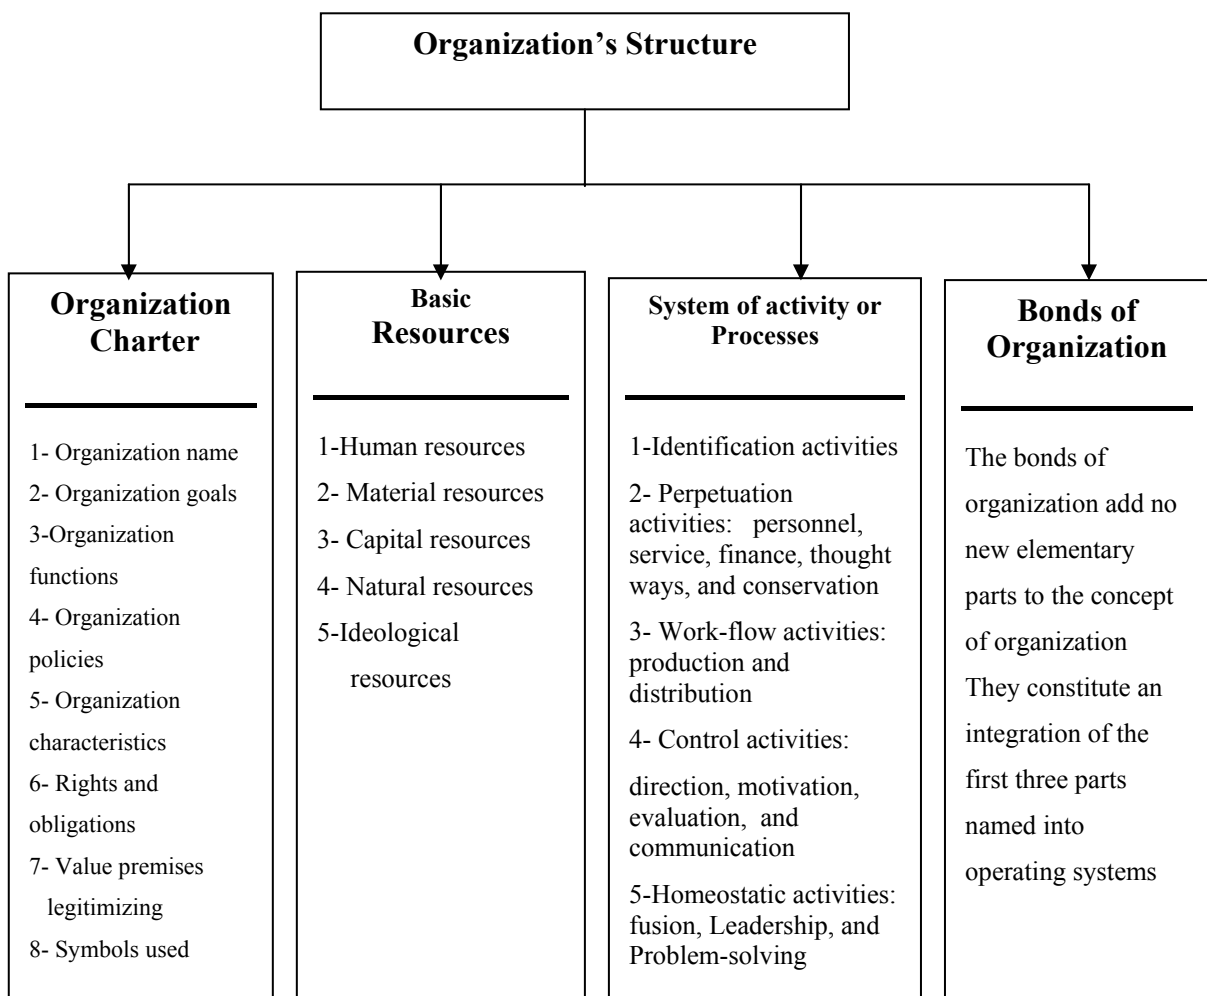 Organization’s Structure
Organization
Charter
1- Organization name
2- Organization goals
3-Organization
functions
4- Organization
policies
5- Organization
characteristics
6- Rights and
obligations
7- Value premises
legitimizing
8- Symbols used
Basic
Resources
1-Human resources
2- Material resources
3- Capital resources
4- Natural resources
5-Ideological
resources
System of activity or
Processes
1-Identification activities
2- Perpetuation
activities: personnel,
service, finance, thought
ways, and conservation
3- Work-flow activities:
production and
distribution
4- Control activities:
direction, motivation,
evaluation, and
communication
5-Homeostatic activities:
fusion, Leadership, and
Problem-solving
Bonds of
Organization
The bonds of
organization add no
new elementary
parts to the concept
of organization
They constitute an
integration of the
first three parts
named into
operating systems